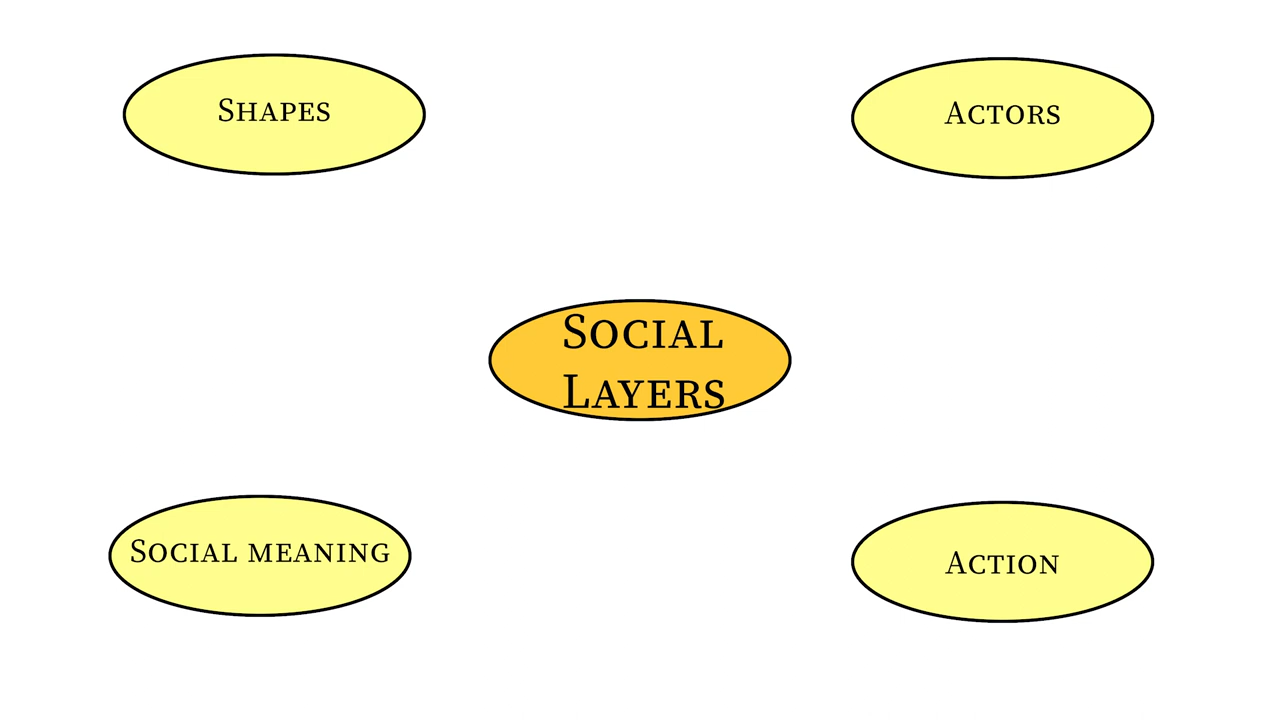 Shapes
Actors
Social
Layers
Social meaning
Action